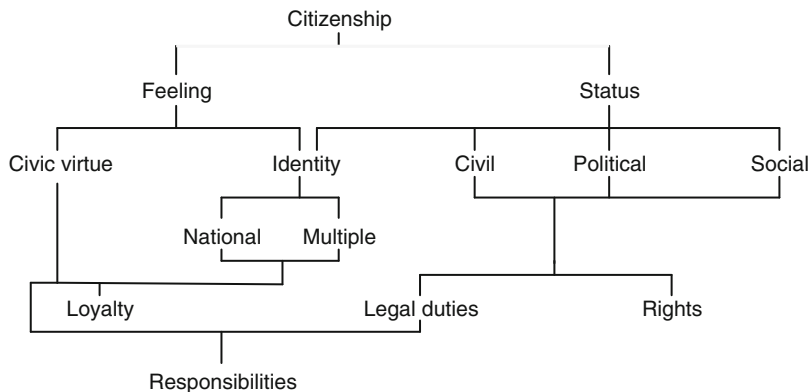 Citizenship
Feeling Status
Civic virtue Identity Civil Political Social
National Multiple
Loyalty Legal duties Rights
Responsibilities